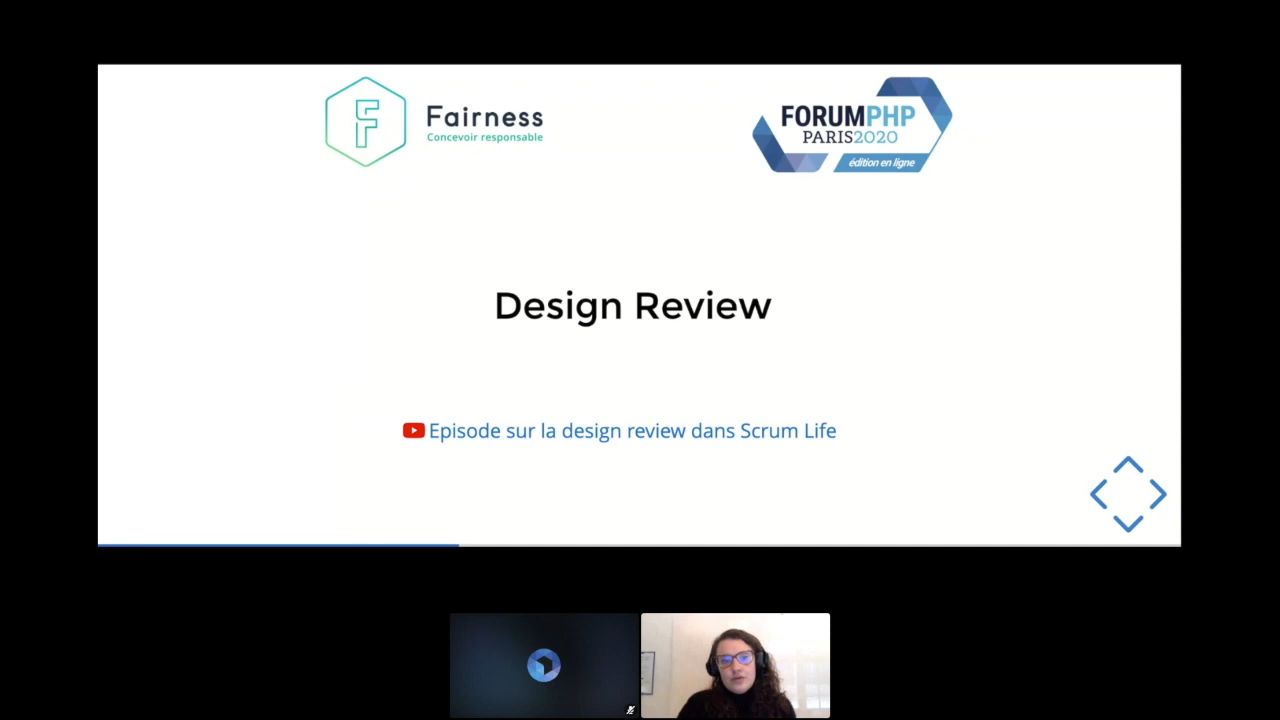 Fairness
Concevoir responsable
FORUMPHP
PARIS2020
édition en ligne
Design Review
Episode sur la design review dans Scrum Life